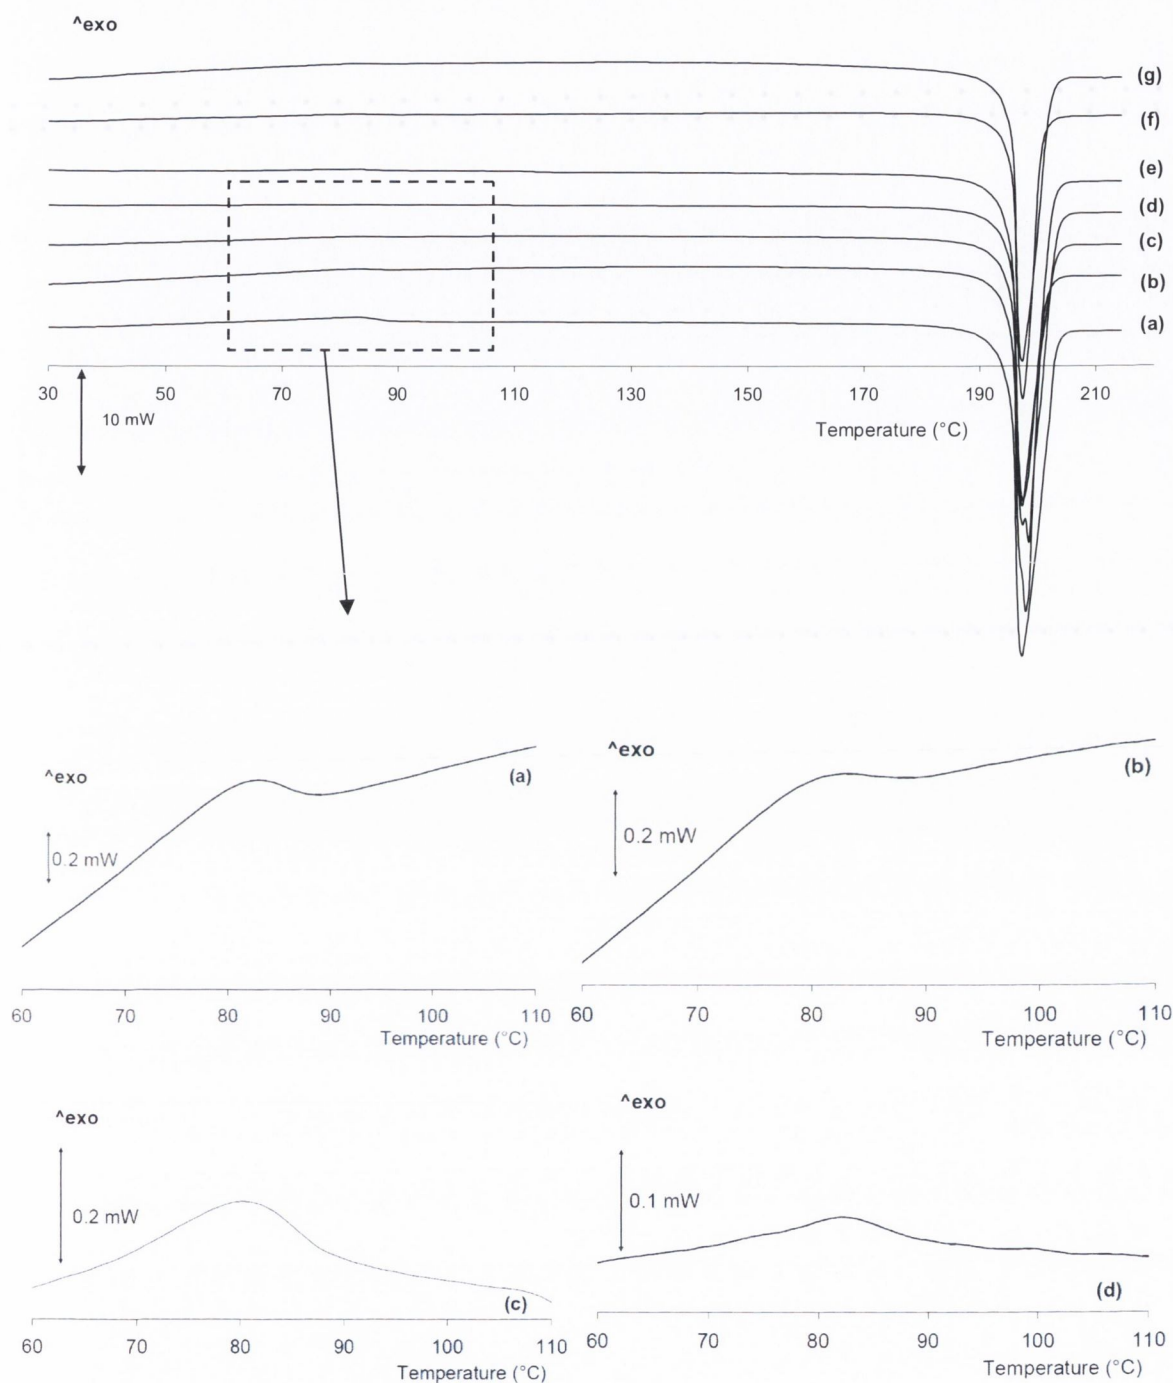 ^exo
(g)
(f)
(e)
(d)
(c)
(b)
(a)
30 50 70 90 110 130 150 170 190 210
10 mW
Temperature (°C)
^exo
(a)
0.2 mW
60 70 80 90 100 110
Temperature (°C)
^exo
(b)
0.2 mW
60 70 80 90 100 110
Temperature (°C)
^exo
0.2 mW
(c)
60 70 80 90 100 110
Temperature (°C)
^exo
0.1 mW
(d)
60 70 80 90 100 110
Temperature (°C)